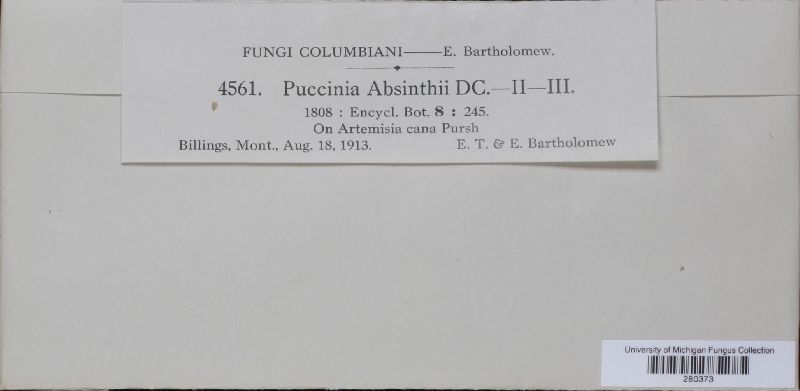 FUNGI COLUMBIANI——E. Bartholomew.
4561. Puccinia Absinthii DC.—II—III.
1808 : Encycl. Bot. 8 : 245.
On Artemisia cana Pursh
Billings, Mont., Aug. 18, 1913. E. T. & E. Bartholomew
University of Michigan Fungus Collection
280373